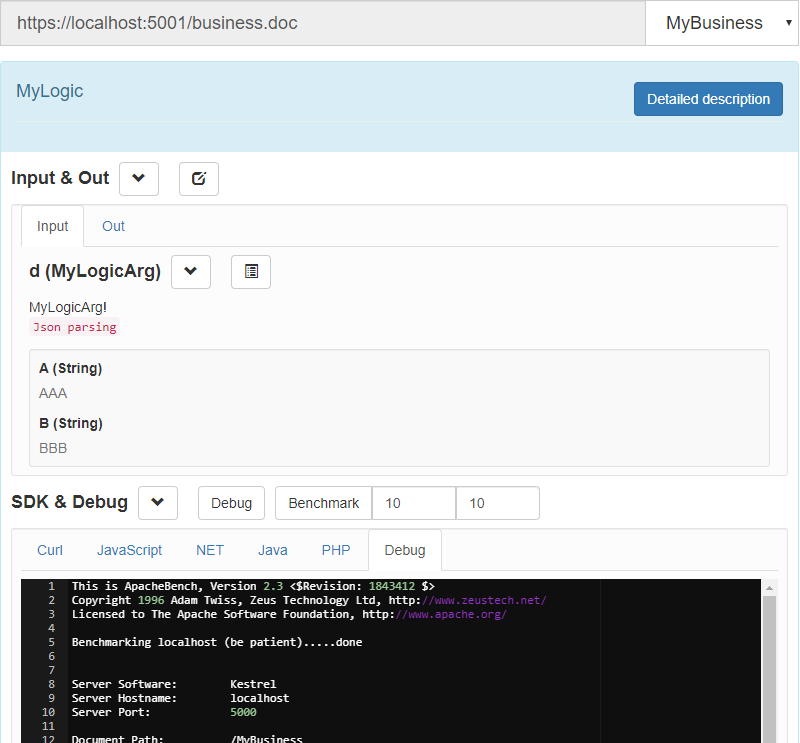 https://localhost:5001/business.doc MyBusiness
MyLogic
Detailed description
Input & Out
Input Out
d (MyLogicArg)
MyLogicArg!
Json parsing
A (String)
AAA
B (String)
BBB
SDK & Debug Debug Benchmark 10 10
Curl JavaScript NET Java PHP Debug
1 This is ApacheBench, Version 2.3 <$Revision: 1843412 $>
2 Copyright 1996 Adam Twiss, Zeus Technology Ltd, http://www.zeustech.net/
3 Licensed to The Apache Software Foundation, http://www.apache.org/
4
5 Benchmarking localhost (be patient).....done
6
7
8 Server Software: Kestrel
9 Server Hostname: localhost
10 Server Port: 5000
11
12 Document Path: /MyBusiness